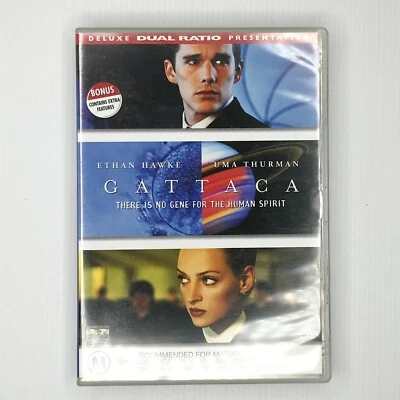 DELUXE DUAL RATIO PRESENTATION
BONUS
CONTAINS EXTRA
FEATURES
ETHAN HAWKE UMA THURMAN
GATTACA
THERE IS NO GENE FOR THE HUMAN SPIRIT
M
RECOMMENDED FOR MATURE